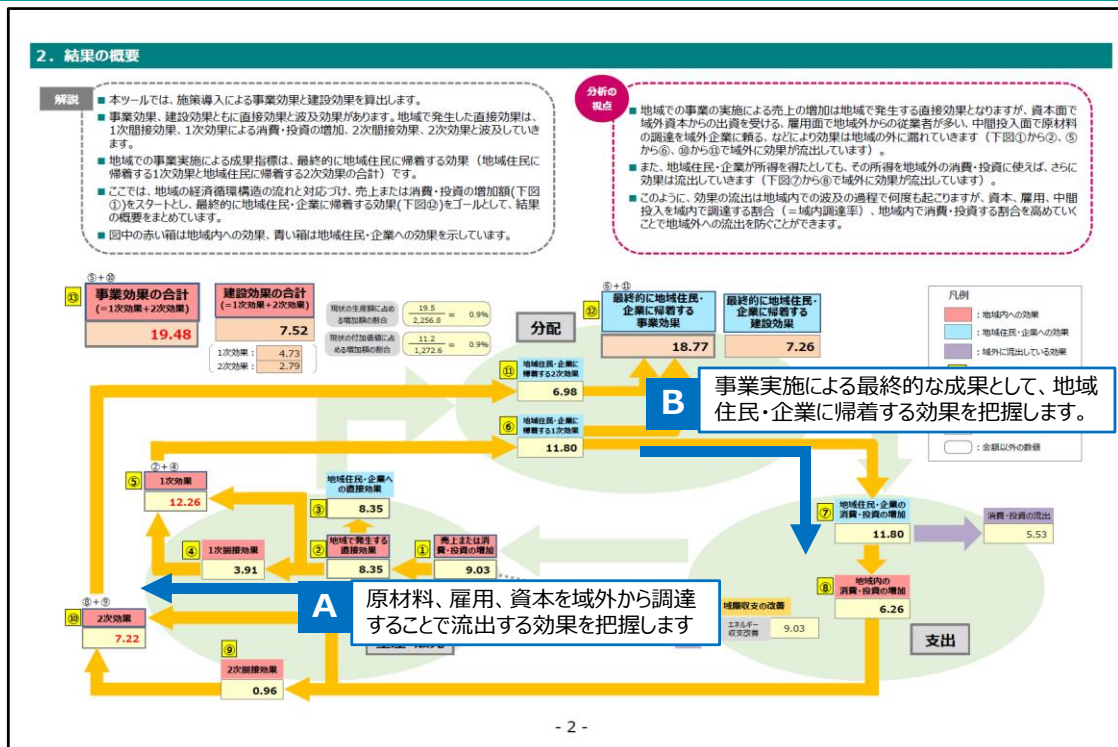 2．結果の概要
解説
■ 本ツールでは、施策導入による事業効果と建設効果を算出します。
■ 事業効果、建設効果ともに直接効果と波及効果があります。地域で発生した直接効果は、
1次間接効果、1次効果による消費・投資の増加、2次間接効果、2次効果と波及していき
ます。
■ 地域での事業実施による成果指標は、最終的に地域住民に帰着する効果（地域住民に
帰着する1次効果と地域住民に帰着する2次効果の合計）です。
■ ここでは、地域の経済循環構造の流れと対応づけ、売上または消費・投資の増加額(下図
①)をスタートとし、最終的に地域住民・企業に帰着する効果(下図⑫)をゴールとして、結果
の概要をまとめています。
■ 図中の赤い箱は地域内への効果、青い箱は地域住民・企業への効果を示しています。
分析の
視点
■ 地域での事業の実施による売上の増加は地域で発生する直接効果となりますが、資本面で
域外資本からの出資を受ける、雇用面で地域外からの従業者が多い、中間投入面で原材料
の調達を域外企業に頼る、などにより効果は地域の外に漏れていきます（下図①から②、⑤
から⑥、⑩から⑪で域外に効果が流出しています）。
■ また、地域住民・企業が所得を得たとしても、その所得を地域外の消費・投資に使えば、さらに
効果は流出していきます（下図⑦から⑧で域外に効果が流出しています）。
■ このように、効果の流出は地域内での波及の過程で何度も起こりますが、資本、雇用、中間
投入を域内で調達する割合（＝域内調達率）、地域内で消費・投資する割合を高めていく
ことで地域外への流出を防ぐことができます。
⑤+⑩
⑬
事業効果の合計
(=1次効果+2次効果)
19.48
建設効果の合計
(=1次効果+2次効果)
7.52
1次効果： 4.73
2次効果： 2.79
現状の生産額に占め
る増加額の割合
19.5
2,256.8
= 0.9%
現状の付加価値に占
める増加額の割合
11.2
1,272.6
= 0.9%
分配
⑥+⑪
⑫
最終的に地域住民・
企業に帰着する
事業効果
18.77
最終的に地域住民・
企業に帰着する
建設効果
7.26
凡例
：地域内への効果
：地域住民・企業への効果
：域外に流出している効果
：金額以外の数値
⑪
地域住民・企業に
帰着する2次効果
6.98
B
事業実施による最終的な成果として、地域
住民・企業に帰着する効果を把握します。
⑥
地域住民・企業に
帰着する1次効果
11.80
②+④
⑤
1次効果
12.26
地域住民・企業へ
の直接効果
③
8.35
⑦
地域住民・企業の
消費・投資の増加
11.80
消費・投資の流出
5.53
④
1次間接効果
3.91
②
地域で発生する
直接効果
8.35
①
売上または消
費・投資の増加
9.03
⑧
地域内の
消費・投資の増加
6.26
A
原材料、雇用、資本を域外から調達
することで流出する効果を把握します
域際収支の改善
エネルギー
収支改善
9.03
支出
⑧+⑨
⑩
2次効果
7.22
⑨
2次間接効果
0.96
- 2 -